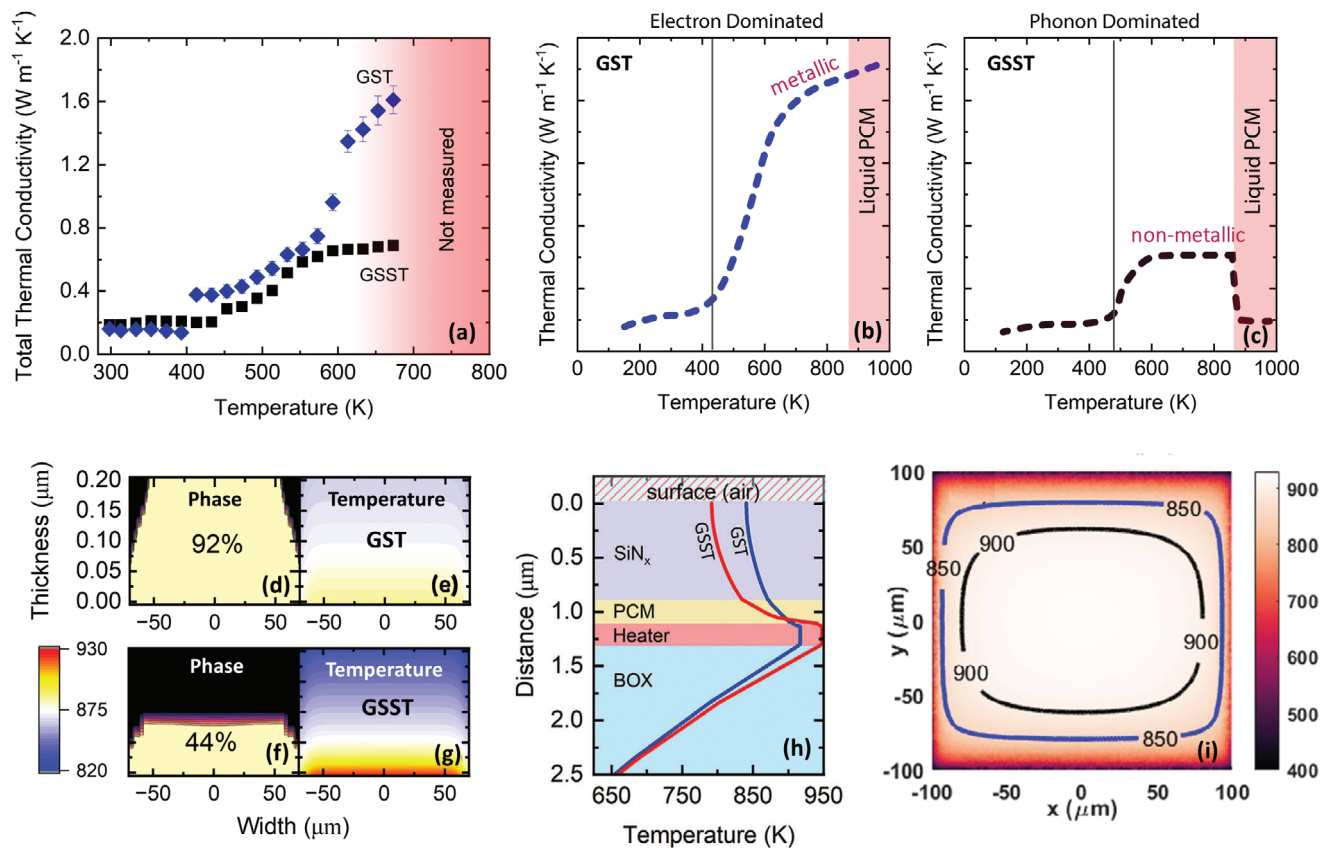 Electron Dominated
Phonon Dominated
Total Thermal Conductivity (W m⁻¹ K⁻¹)
2.0
1.6
1.2
0.8
0.4
0.0
GST
GSST
Not measured
(a)
300 400 500 600 700 800
Temperature (K)
Thermal Conductivity (W m⁻¹ K⁻¹)
GST
metallic
Liquid PCM
(b)
0 200 400 600 800 1000
Temperature (K)
Thermal Conductivity (W m⁻¹ K⁻¹)
GSST
non-metallic
Liquid PCM
(c)
0 200 400 600 800 1000
Temperature (K)
Thickness (μm)
0.20
0.15
0.10
0.05
0.00
Phase
92%
(d)
-50 0 50
Temperature
GST
(e)
-50 0 50
930
875
820
Phase
44%
(f)
-50 0 50
Temperature
GSST
(g)
-50 0 50
Width (μm)
Distance (μm)
0.0
0.5
1.0
1.5
2.0
2.5
surface (air)
SiNₓ
GSST
GST
PCM
Heater
BOX
(h)
650 750 850 950
Temperature (K)
y (μm)
100
50
0
-50
-100
850
900
850
900
900
850
(i)
-100 -50 0 50 100
x (μm)
900
800
700
600
500
400